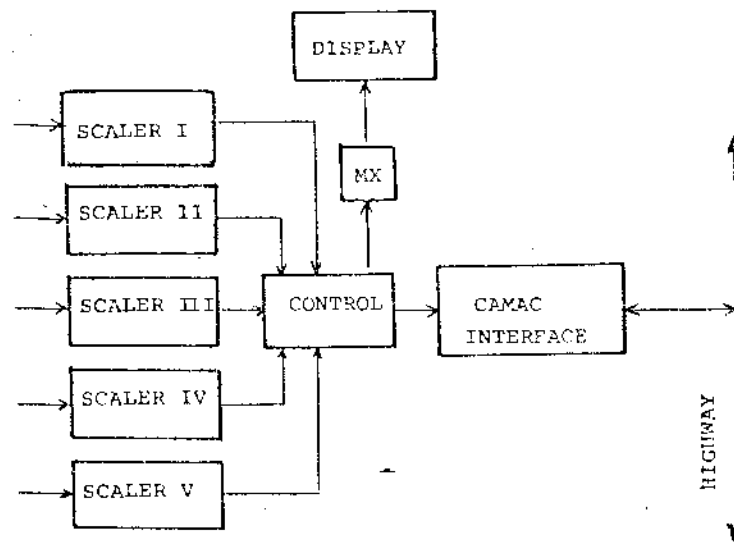 DISPLAY
SCALER I
MX
SCALER II
SCALER III
CONTROL
CAMAC
INTERFACE
SCALER IV
HIGHWAY
SCALER V